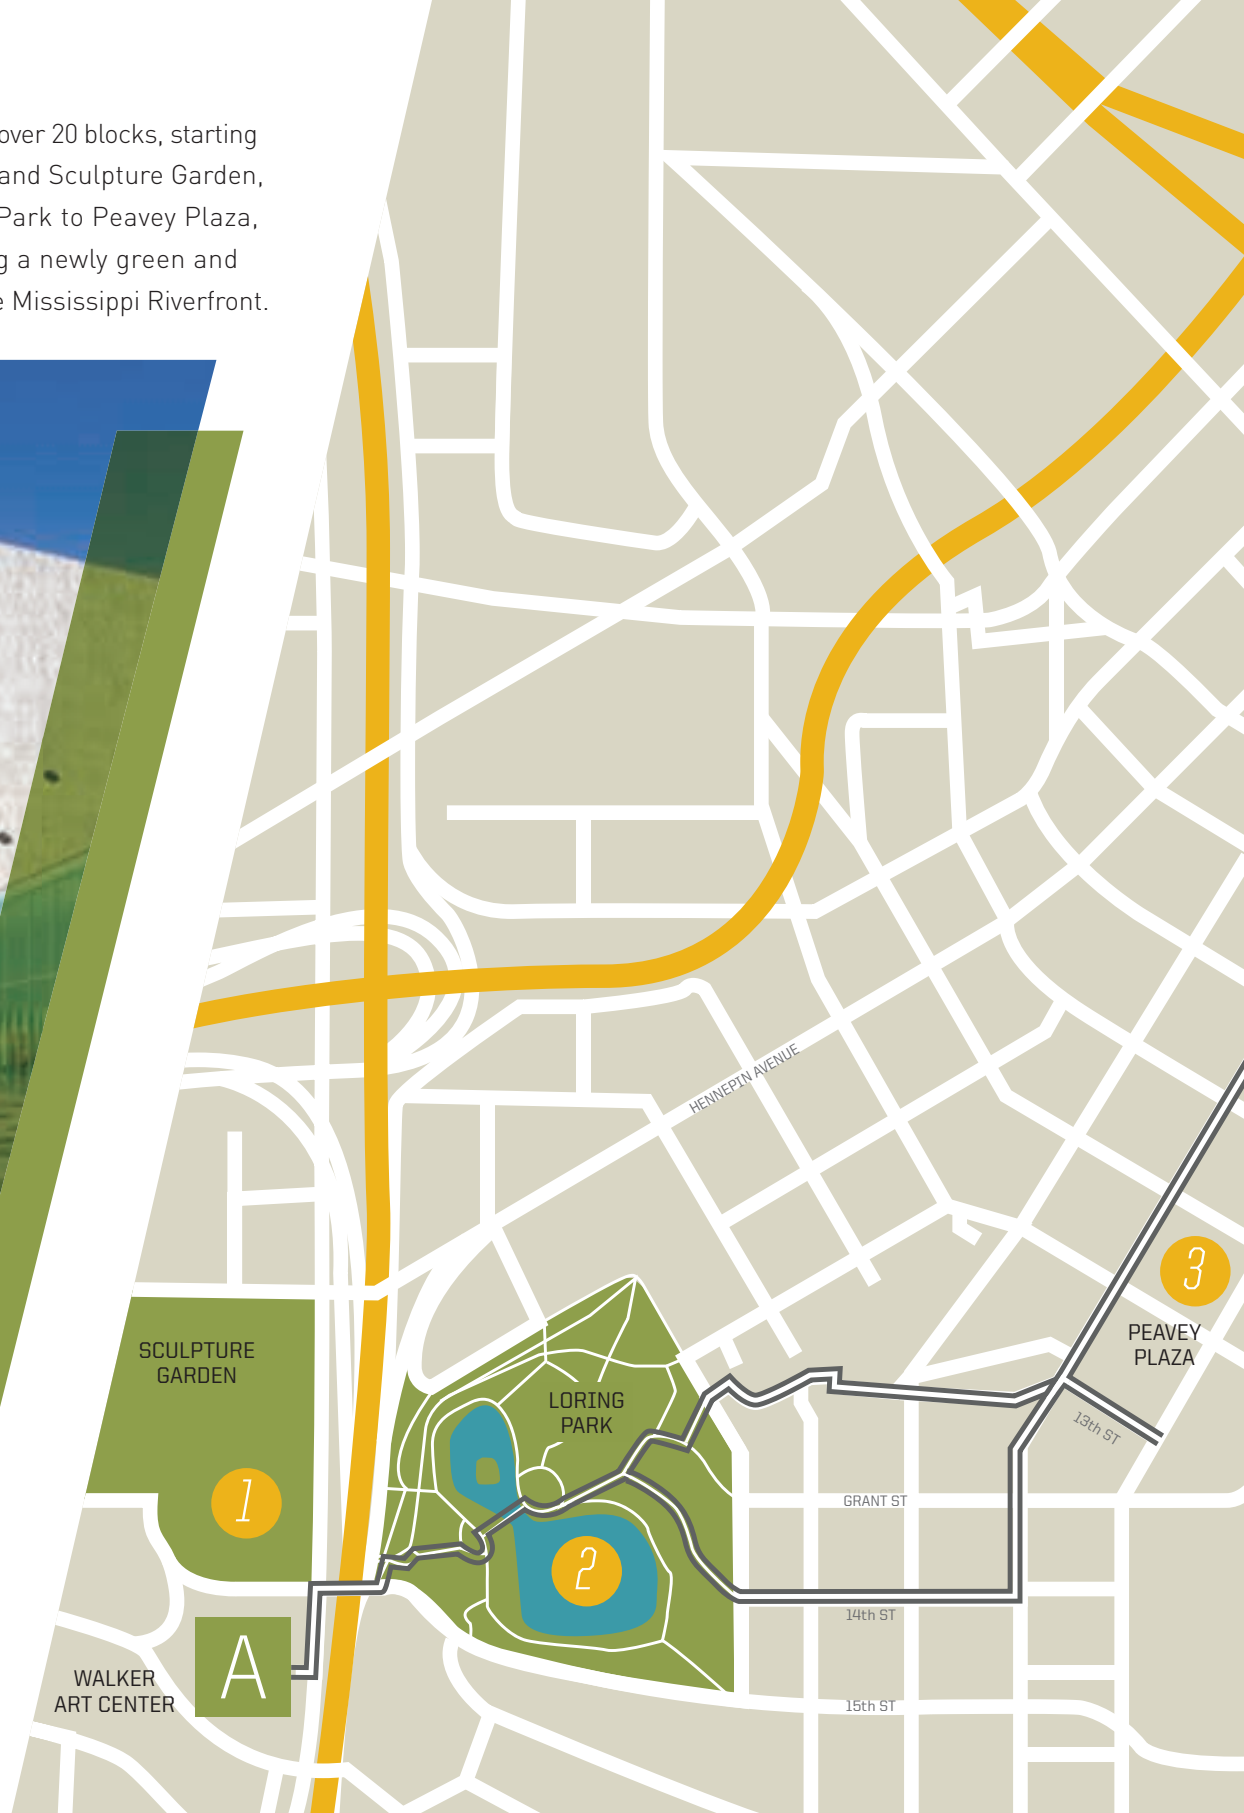 over 20 blocks, starting
and Sculpture Garden,
Park to Peavey Plaza,
g a newly green and
e Mississippi Riverfront.
HENNEPIN AVENUE
3
PEAVEY
PLAZA
SCULPTURE
GARDEN
LORING
PARK
13th ST
1
GRANT ST
2
14th ST
A
WALKER
ART CENTER
15th ST